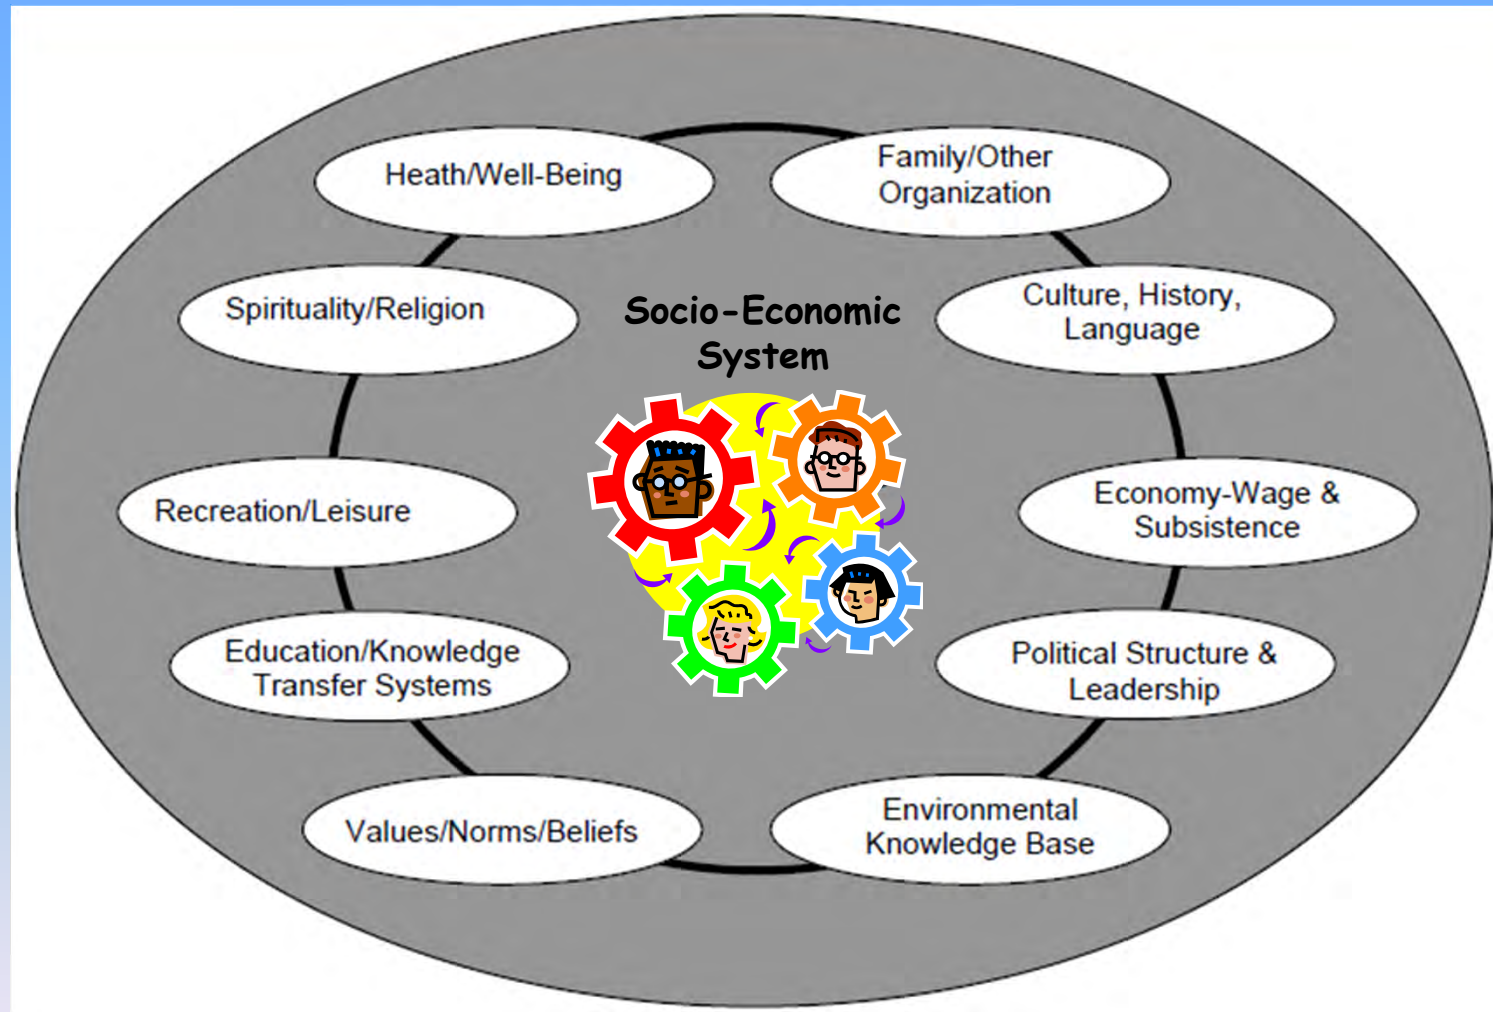 Heath/Well-Being
Family/Other
Organization
Spirituality/Religion
Culture, History,
Language
Socio-Economic
System
Recreation/Leisure
Economy-Wage &
Subsistence
Education/Knowledge
Transfer Systems
Political Structure &
Leadership
Values/Norms/Beliefs
Environmental
Knowledge Base